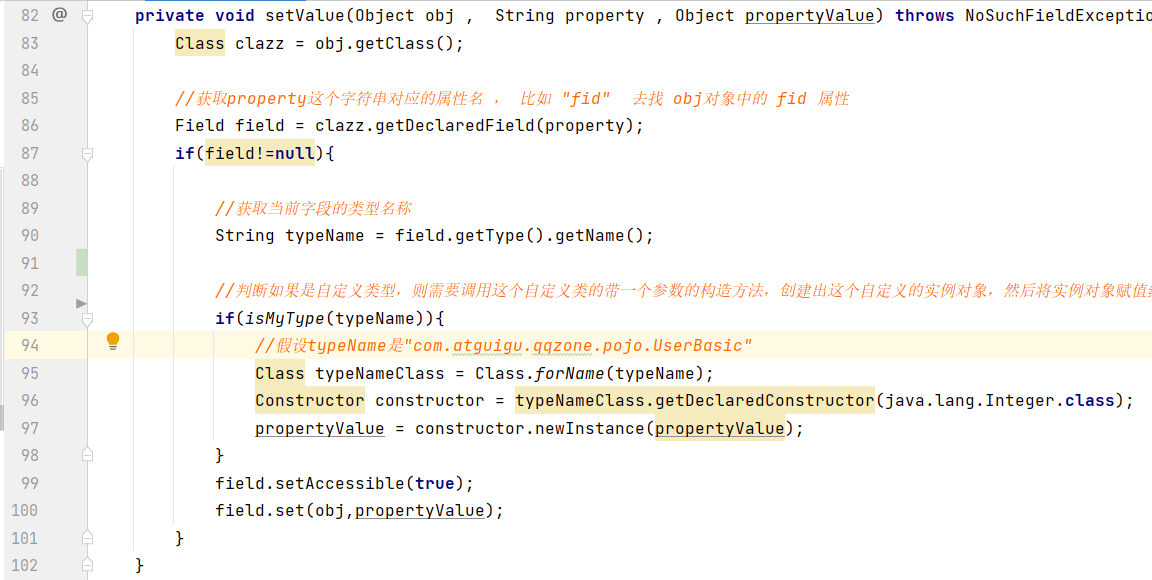 82 @ private void setValue(Object obj ,  String property , Object propertyValue) throws NoSuchFieldExceptio
83 Class clazz = obj.getClass();
84
85 //获取property这个字符串对应的属性名 ， 比如 "fid"  去找 obj对象中的 fid 属性
86 Field field = clazz.getDeclaredField(property);
87 if(field!=null){
88
89 //获取当前字段的类型名称
90 String typeName = field.getType().getName();
91
92 //判断如果是自定义类型，则需要调用这个自定义类的带一个参数的构造方法，创建出这个自定义的实例对象，然后将实例对象赋值
93 if(isMyType(typeName)){
94 //假设typeName是"com.atguigu.qqzone.pojo.UserBasic"
95 Class typeNameClass = Class.forName(typeName);
96 Constructor constructor = typeNameClass.getDeclaredConstructor(java.lang.Integer.class);
97 propertyValue = constructor.newInstance(propertyValue);
98 }
99 field.setAccessible(true);
100 field.set(obj,propertyValue);
101 }
102 }